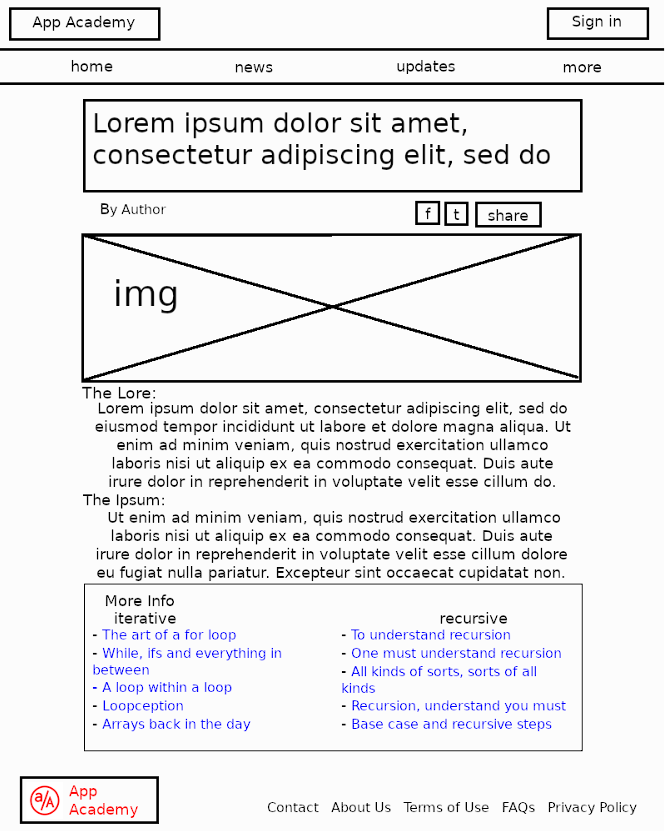 App Academy
Sign in
home news updates more
Lorem ipsum dolor sit amet,
consectetur adipiscing elit, sed do
By Author
f t share
img
The Lore:
Lorem ipsum dolor sit amet, consectetur adipiscing elit, sed do
eiusmod tempor incididunt ut labore et dolore magna aliqua. Ut
enim ad minim veniam, quis nostrud exercitation ullamco
laboris nisi ut aliquip ex ea commodo consequat. Duis aute
irure dolor in reprehenderit in voluptate velit esse cillum do.
The Ipsum:
Ut enim ad minim veniam, quis nostrud exercitation ullamco
laboris nisi ut aliquip ex ea commodo consequat. Duis aute
irure dolor in reprehenderit in voluptate velit esse cillum dolore
eu fugiat nulla pariatur. Excepteur sint occaecat cupidatat non.
More Info
iterative
- The art of a for loop
- While, ifs and everything in
between
- A loop within a loop
- Loopception
- Arrays back in the day
recursive
- To understand recursion
- One must understand recursion
- All kinds of sorts, sorts of all
kinds
- Recursion, understand you must
- Base case and recursive steps
a/A
App
Academy
Contact About Us Terms of Use FAQs Privacy Policy